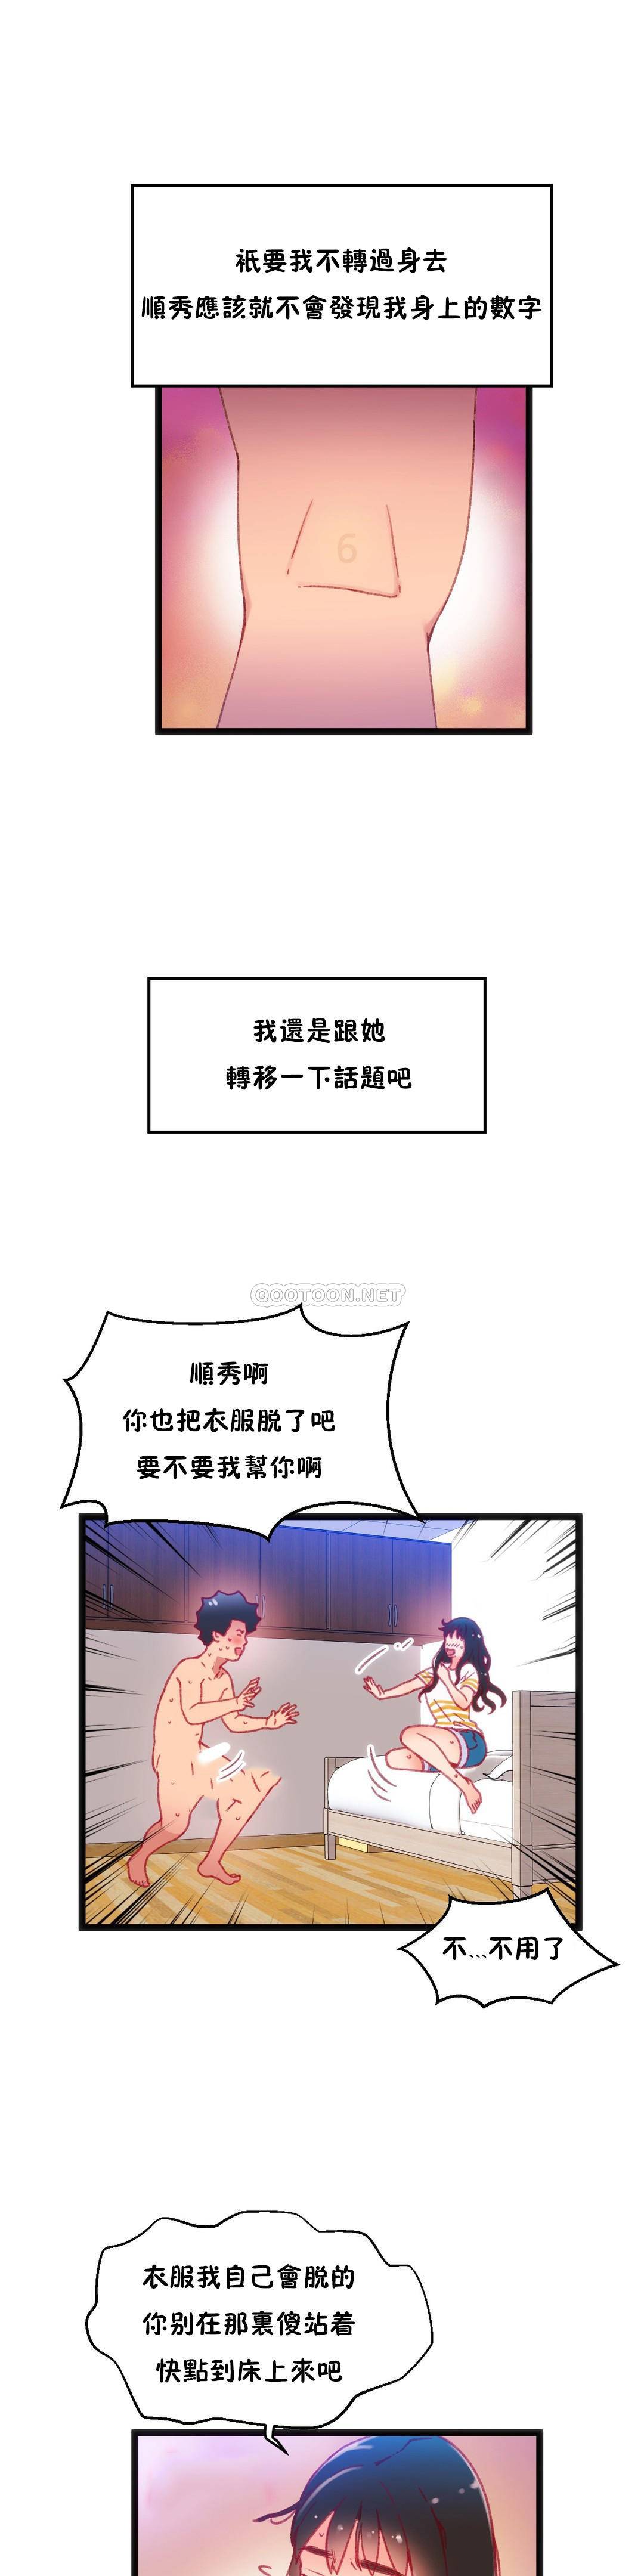 衹要我不轉過身去
順秀應該就不會發現我身上的數字
6
我還是跟她
轉移一下話題吧
QOOTOON.NET
順秀啊
你也把衣服脫了吧
要不要我幫你啊
不...不用了
衣服我自己會脫的
你别在那裏傻站着
快點到床上來吧